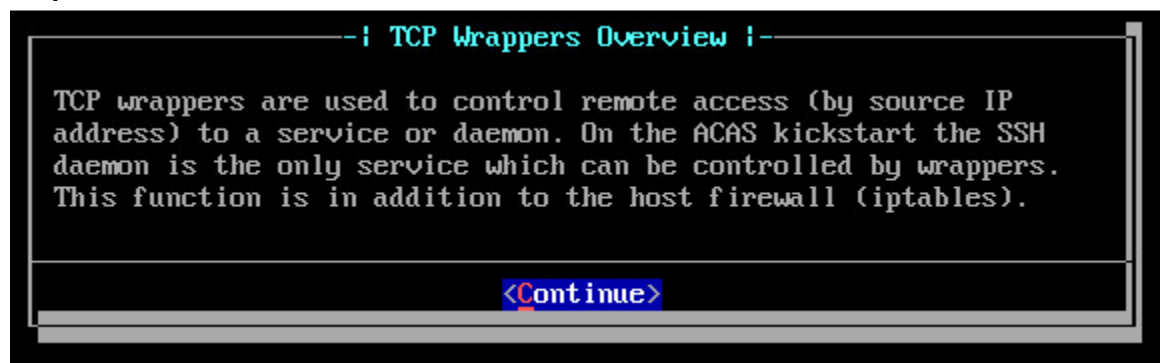 -| TCP Wrappers Overview |-
TCP wrappers are used to control remote access (by source IP
address) to a service or daemon. On the ACAS kickstart the SSH
daemon is the only service which can be controlled by wrappers.
This function is in addition to the host firewall (iptables).
<Continue>